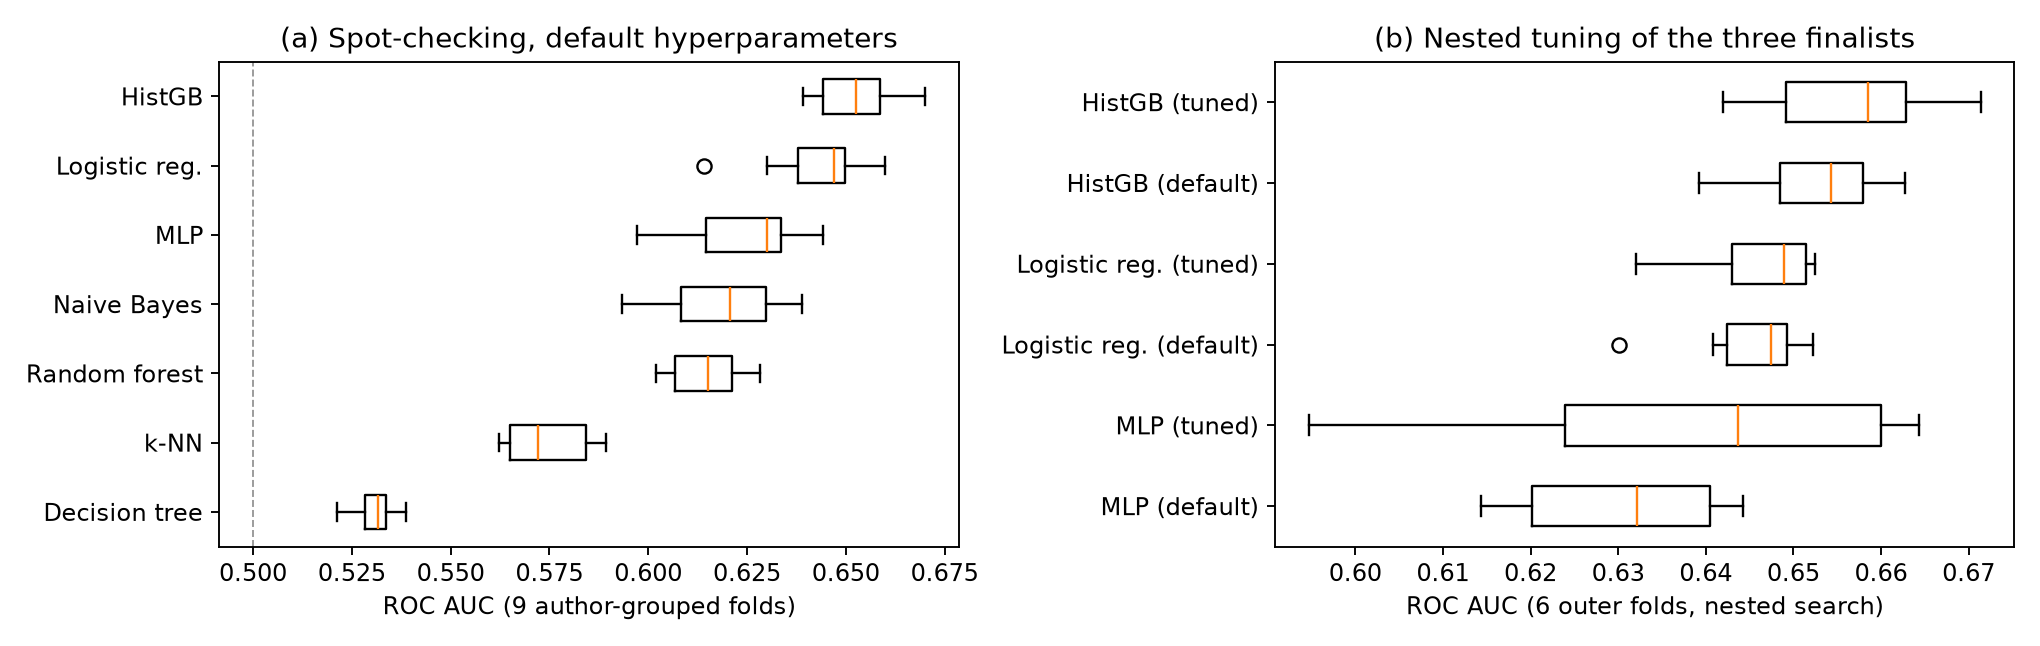 (a) Spot-checking, default hyperparameters
HistGB
Logistic reg.
MLP
Naive Bayes
Random forest
k-NN
Decision tree
0.500 0.525 0.550 0.575 0.600 0.625 0.650 0.675
ROC AUC (9 author-grouped folds)
(b) Nested tuning of the three finalists
HistGB (tuned)
HistGB (default)
Logistic reg. (tuned)
Logistic reg. (default)
MLP (tuned)
MLP (default)
0.60 0.61 0.62 0.63 0.64 0.65 0.66 0.67
ROC AUC (6 outer folds, nested search)